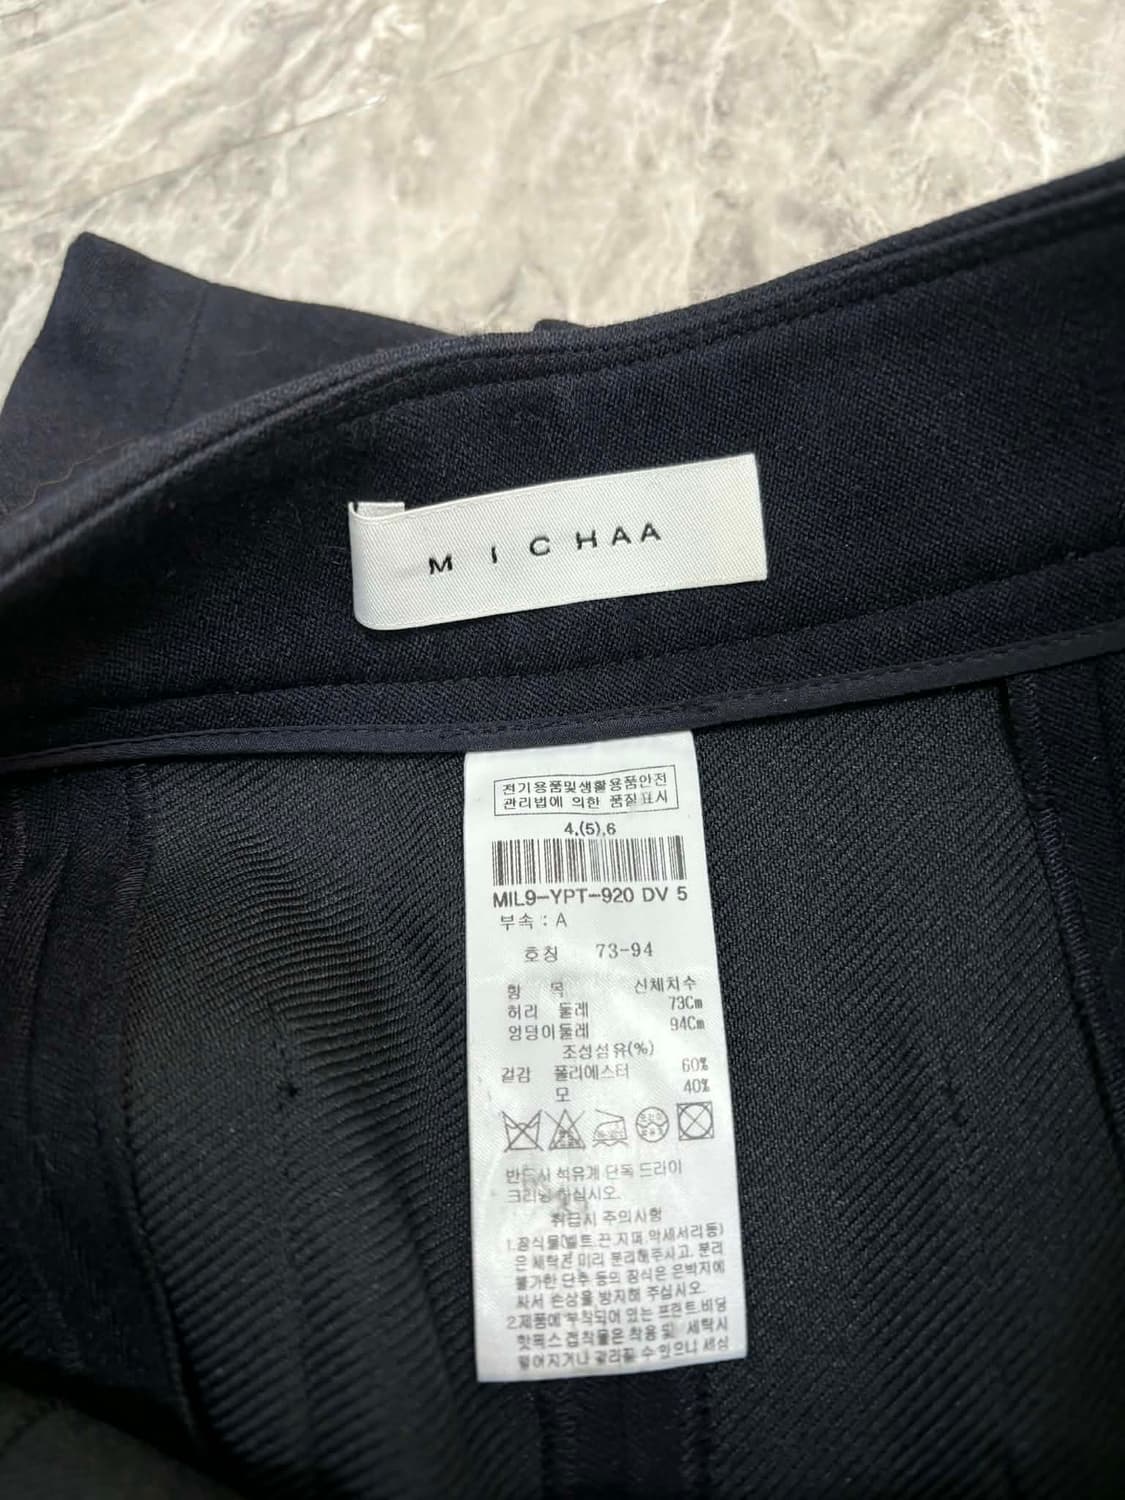 MICHAA
전기용품및생활용품안전
관리법에 의한 품질표시
4,(5),6
MIL9-YPT-920 DV 5
부속 : A
호칭 73-94
항 목 신체치수
허리 둘레 73Cm
엉덩이둘레 94Cm
조성섬유(%)
겉감 폴리에스터 60%
모 40%
반드시 석유계 단독 드라이
크리닝 하십시오.
취급시 주의사항
1.장식물(벨트,끈,지퍼,악세서리등)
은 세탁전 미리 분리해주시고, 분리
불가한 단추 등의 장식은 은박지에
싸서 손상을 방지해 주십시오.
2.제품에 부착되어 있는 프린트,비딩
핫픽스 접착물은 착용 및 세탁시
떨어지거나 갈라질 수 있으니 세심